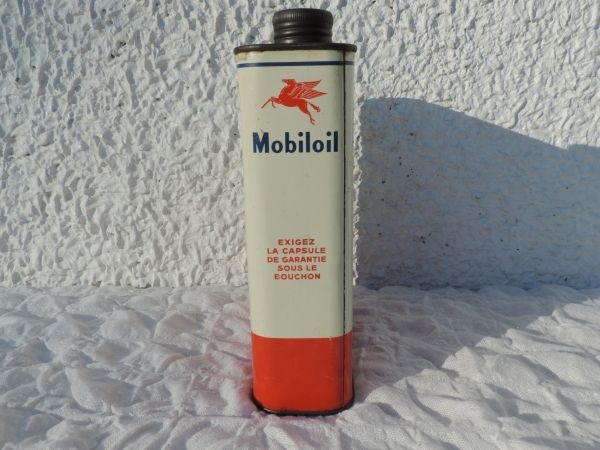 Mobiloil
EXIGEZ
LA CAPSULE
DE GARANTIE
SOUS LE
BOUCHON